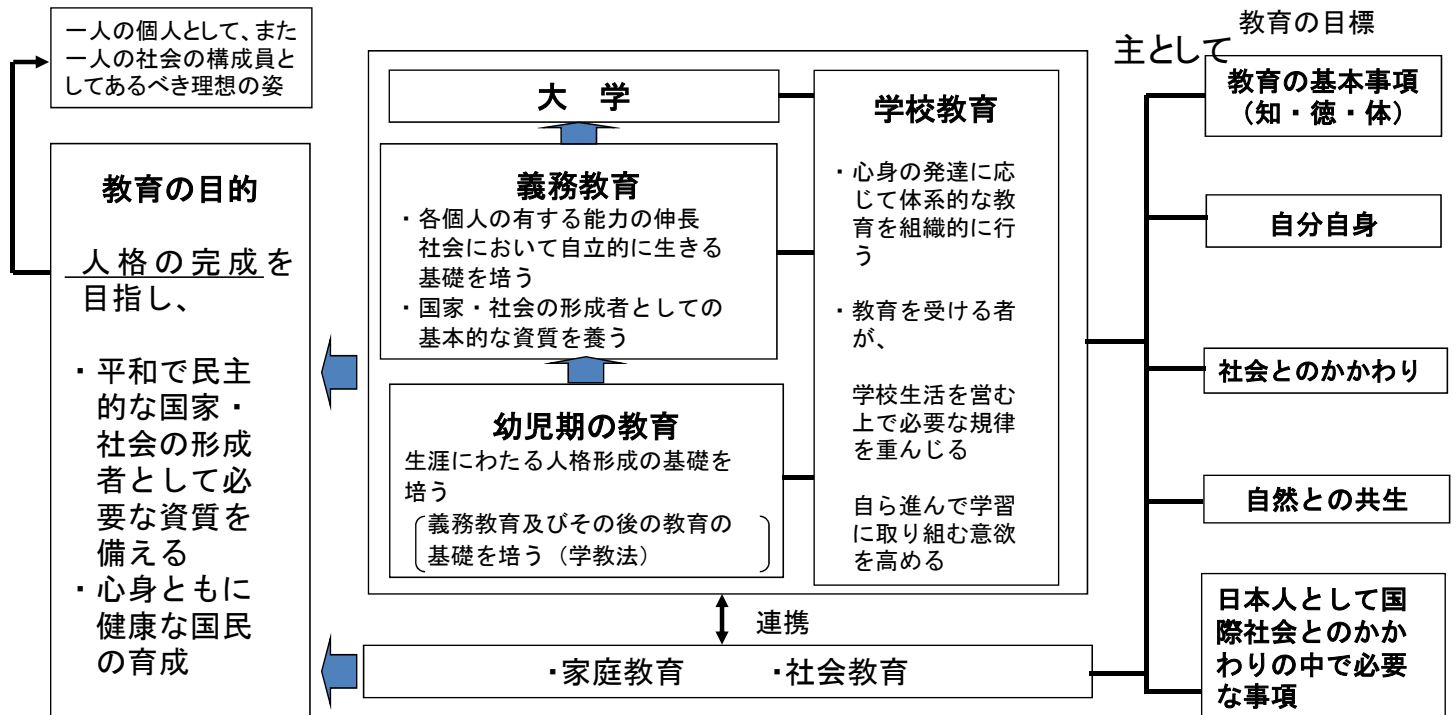 一人の個人として、また
一人の社会の構成員と
してあるべき理想の姿
教育の目的
人格の完成を
目指し、
・平和で民主
的な国家・
社会の形成
者として必
要な資質を
備える
・心身ともに
健康な国民
の育成
大 学
義務教育
・各個人の有する能力の伸長
社会において自立的に生きる
基礎を培う
・国家・社会の形成者としての
基本的な資質を養う
幼児期の教育
生涯にわたる人格形成の基礎を
培う
義務教育及びその後の教育の
基礎を培う（学教法）
学校教育
・心身の発達に応
じて体系的な教
育を組織的に行
う
・教育を受ける者
が、
学校生活を営む
上で必要な規律
を重んじる
自ら進んで学習
に取り組む意欲
を高める
連携
・家庭教育 ・社会教育
主として
教育の目標
教育の基本事項
（知・徳・体）
自分自身
社会とのかかわり
自然との共生
日本人として国
際社会とのかか
わりの中で必要
な事項